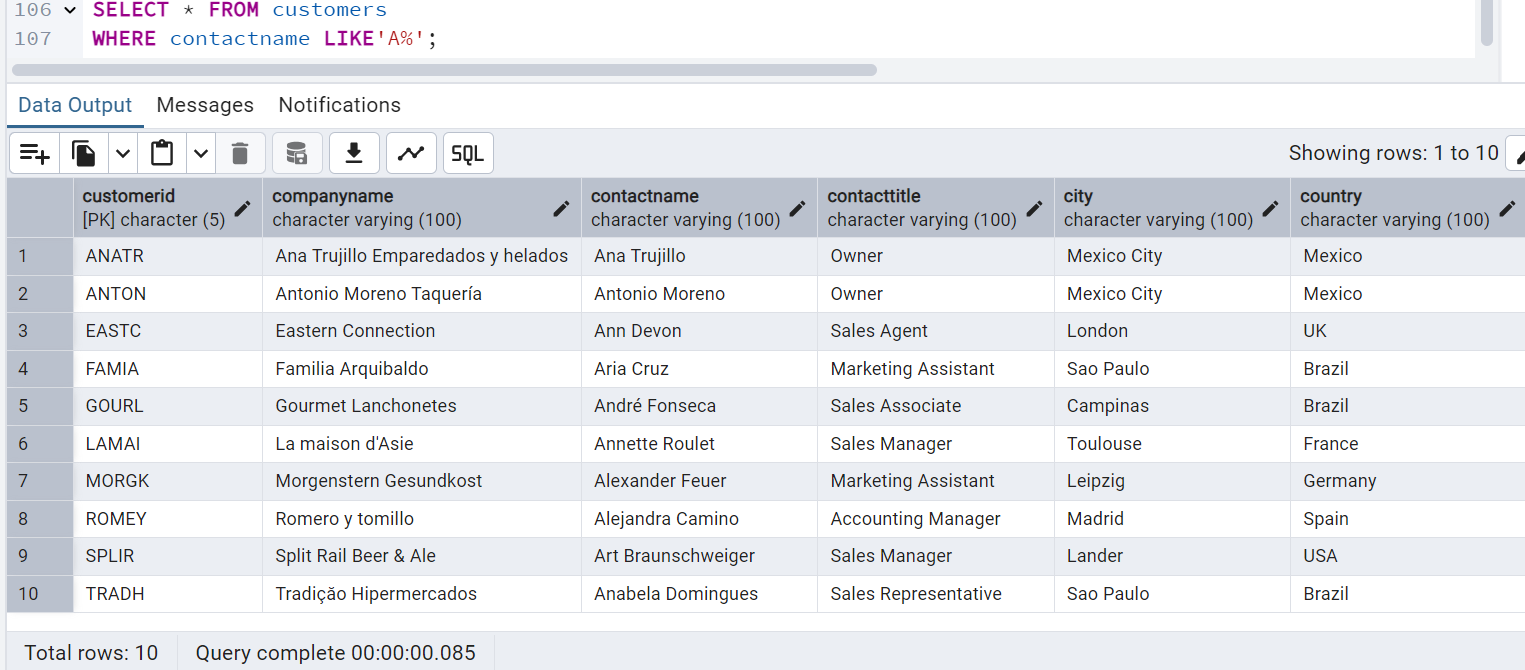 106 SELECT * FROM customers
107 WHERE contactname LIKE'A%';
Data Output Messages Notifications
SQL Showing rows: 1 to 10
customerid companyname contactname contacttitle city country
[PK] character (5) character varying (100) character varying (100) character varying (100) character varying (100) character varying (100)
1 ANATR Ana Trujillo Emparedados y helados Ana Trujillo Owner Mexico City Mexico
2 ANTON Antonio Moreno Taquería Antonio Moreno Owner Mexico City Mexico
3 EASTC Eastern Connection Ann Devon Sales Agent London UK
4 FAMIA Familia Arquibaldo Aria Cruz Marketing Assistant Sao Paulo Brazil
5 GOURL Gourmet Lanchonetes André Fonseca Sales Associate Campinas Brazil
6 LAMAI La maison d'Asie Annette Roulet Sales Manager Toulouse France
7 MORGK Morgenstern Gesundkost Alexander Feuer Marketing Assistant Leipzig Germany
8 ROMEY Romero y tomillo Alejandra Camino Accounting Manager Madrid Spain
9 SPLIR Split Rail Beer & Ale Art Braunschweiger Sales Manager Lander USA
10 TRADH Tradição Hipermercados Anabela Domingues Sales Representative Sao Paulo Brazil
Total rows: 10 Query complete 00:00:00.085